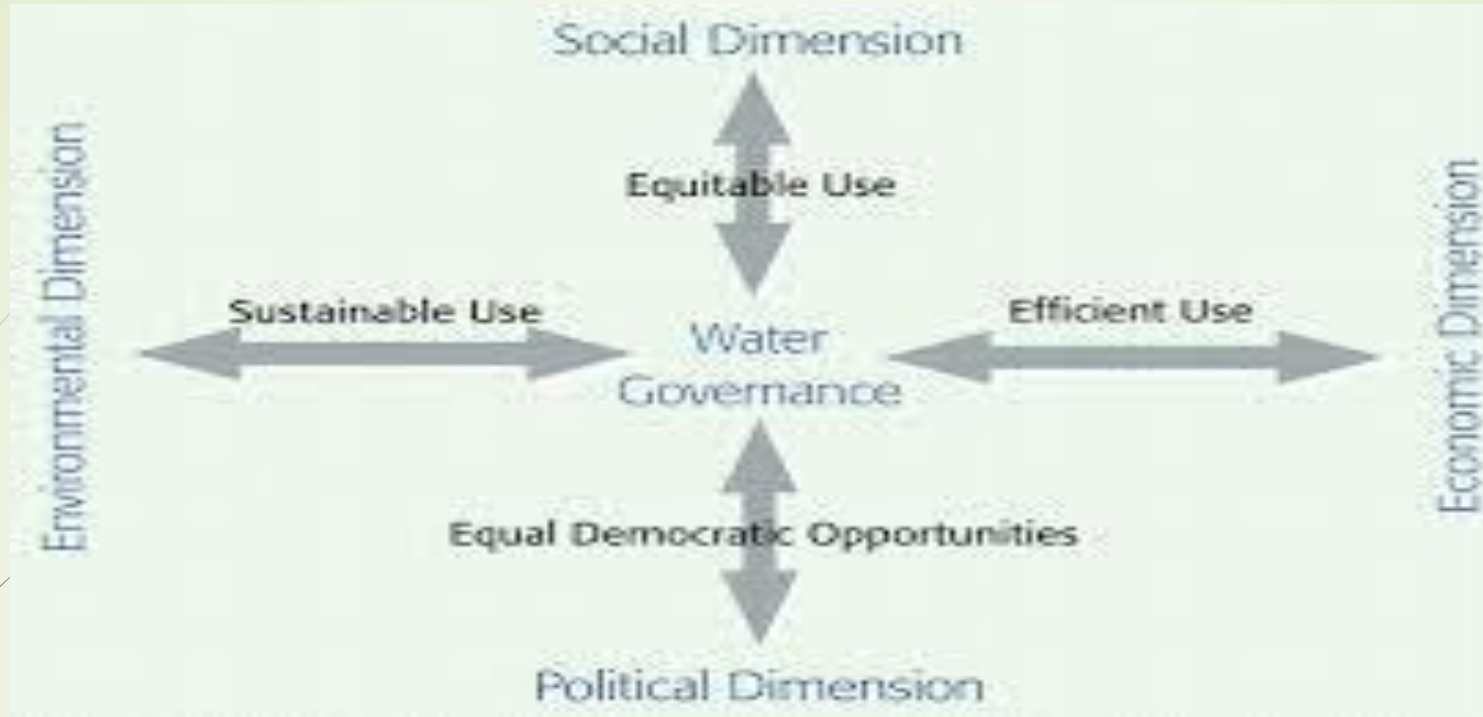 Social Dimension
Equitable Use
Environmental Dimension
Sustainable Use
Water
Governance
Efficient Use
Economic Dimension
Equal Democratic Opportunities
Political Dimension